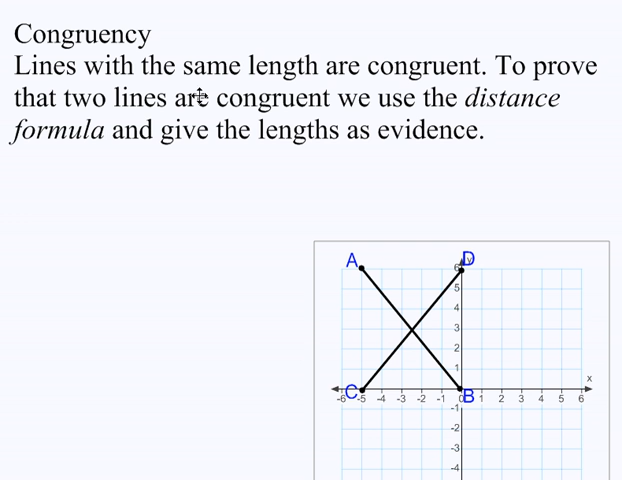 Congruency
Lines with the same length are congruent. To prove
that two lines are congruent we use the distance
formula and give the lengths as evidence.
A
D
y
6
5
4
3
2
1
x
C
B
-6 -5 -4 -3 -2 -1 0 1 2 3 4 5 6
-1
-2
-3
-4